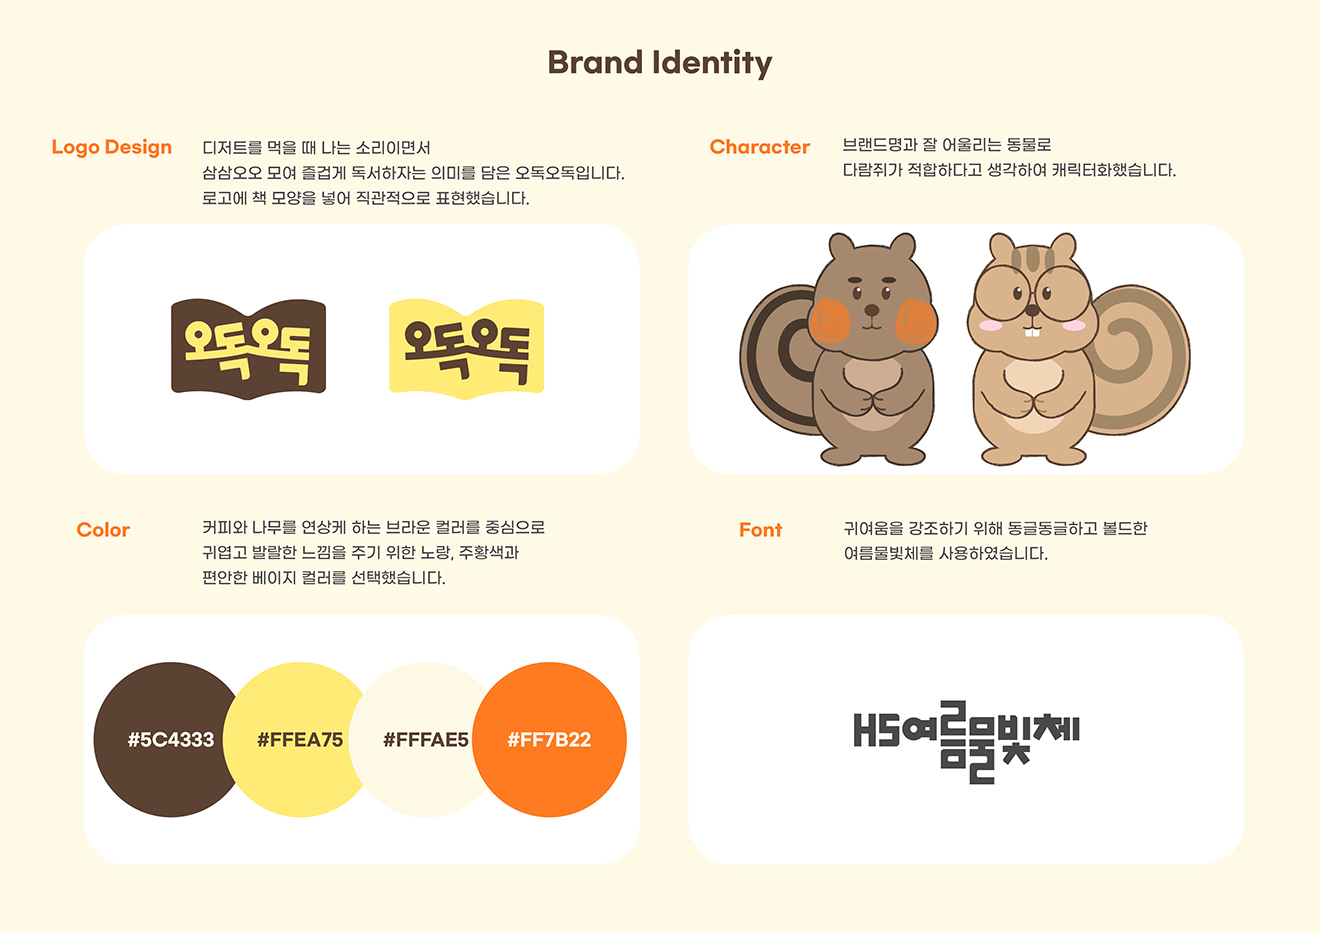 Brand Identity
Logo Design
디저트를 먹을 때 나는 소리이면서
삼삼오오 모여 즐겁게 독서하자는 의미를 담은 오독오독입니다.
로고에 책 모양을 넣어 직관적으로 표현했습니다.
오독오독
오독오독
Character
브랜드명과 잘 어울리는 동물로
다람쥐가 적합하다고 생각하여 캐릭터화했습니다.
Color
커피와 나무를 연상케 하는 브라운 컬러를 중심으로
귀엽고 발랄한 느낌을 주기 위한 노랑, 주황색과
편안한 베이지 컬러를 선택했습니다.
#5C4333
#FFEA75
#FFFAE5
#FF7B22
Font
귀여움을 강조하기 위해 동글동글하고 볼드한
여름물빛체를 사용하였습니다.
HS여름물빛체